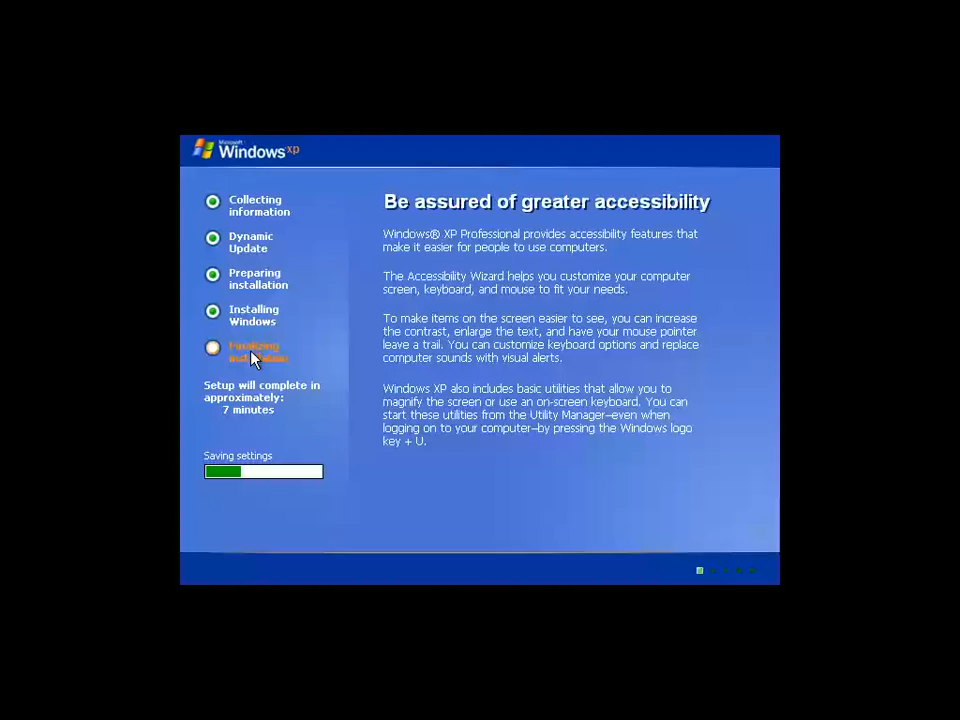 Microsoft
Windows xp
Collecting
information
Dynamic
Update
Preparing
installation
Installing
Windows
Finalizing
installation
Setup will complete in
approximately:
7 minutes
Saving settings
Be assured of greater accessibility
Windows® XP Professional provides accessibility features that
make it easier for people to use computers.
The Accessibility Wizard helps you customize your computer
screen, keyboard, and mouse to fit your needs.
To make items on the screen easier to see, you can increase
the contrast, enlarge the text, and have your mouse pointer
leave a trail. You can customize keyboard options and replace
computer sounds with visual alerts.
Windows XP also includes basic utilities that allow you to
magnify the screen or use an on-screen keyboard. You can
start these utilities from the Utility Manager–even when
logging on to your computer–by pressing the Windows logo
key + U.